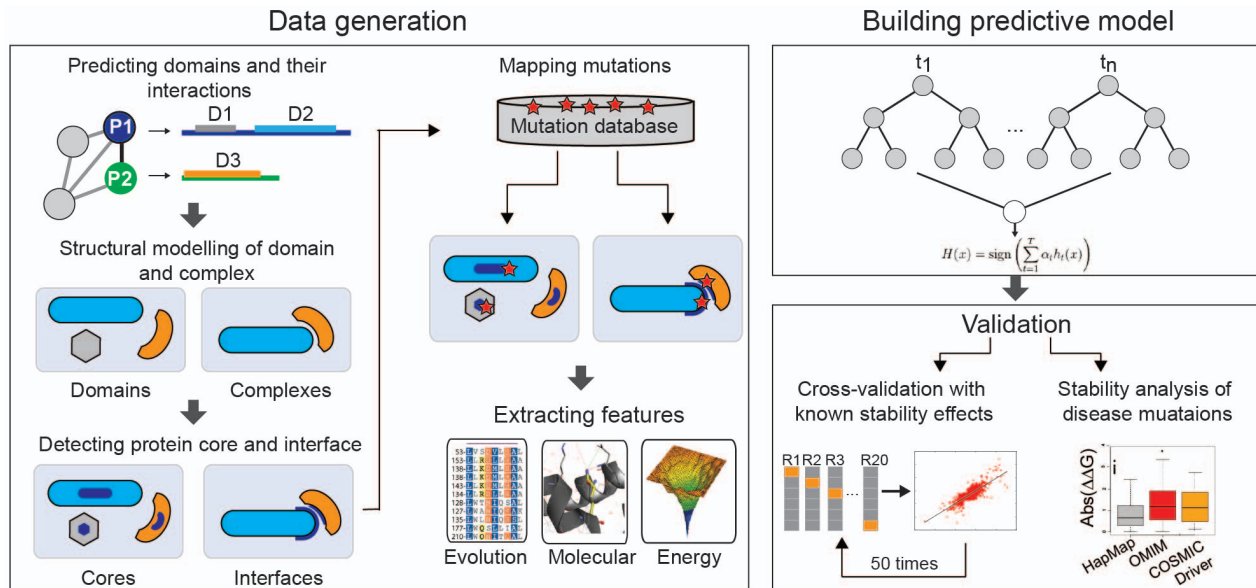 Data generation
Predicting domains and their
interactions
P1
D1
D2
P2
D3
Structural modelling of domain
and complex
Domains
Complexes
Detecting protein core and interface
Cores
Interfaces
Mapping mutations
Mutation database
Extracting features
Evolution
Molecular
Energy
Building predictive model
t1
tn
...
H(x) = sign(∑ t=1 T αt ht(x))
Validation
Cross-validation with
known stability effects
R1 R2 R3 R20
...
50 times
Stability analysis of
disease muataions
Abs(ΔΔG)
i
HapMap
OMIM
COSMIC
Driver